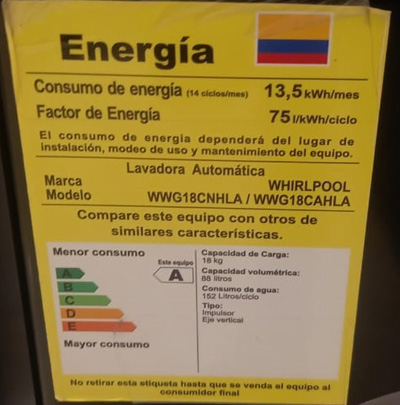 Energía
Consumo de energía (14 ciclos/mes) 13,5 kWh/mes
Factor de Energía 75 l/kWh/ciclo
El consumo de energia dependerá del lugar de
instalación, modeo de uso y mantenimiento del equipo.
Lavadora Automática
Marca WHIRLPOOL
Modelo WWG18CNHLA / WWG18CAHLA
Compare este equipo con otros de
similares características.
Menor consumo
Este equipo
A
A
B
C
D
E
Mayor consumo
Capacidad de Carga:
18 kg
Capacidad volumétrica:
88 litros
Consumo de agua:
152 Litros/ciclo
Tipo:
Impulsor
Eje vertical
No retirar esta etiqueta hasta que se venda el equipo al
consumidor final